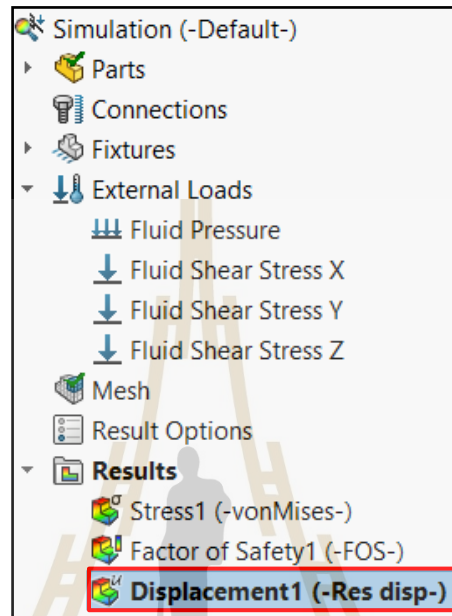 Simulation (-Default-)
Parts
Connections
Fixtures
External Loads
Fluid Pressure
Fluid Shear Stress X
Fluid Shear Stress Y
Fluid Shear Stress Z
Mesh
Result Options
Results
Stress1 (-vonMises-)
Factor of Safety1 (-FOS-)
Displacement1 (-Res disp-)